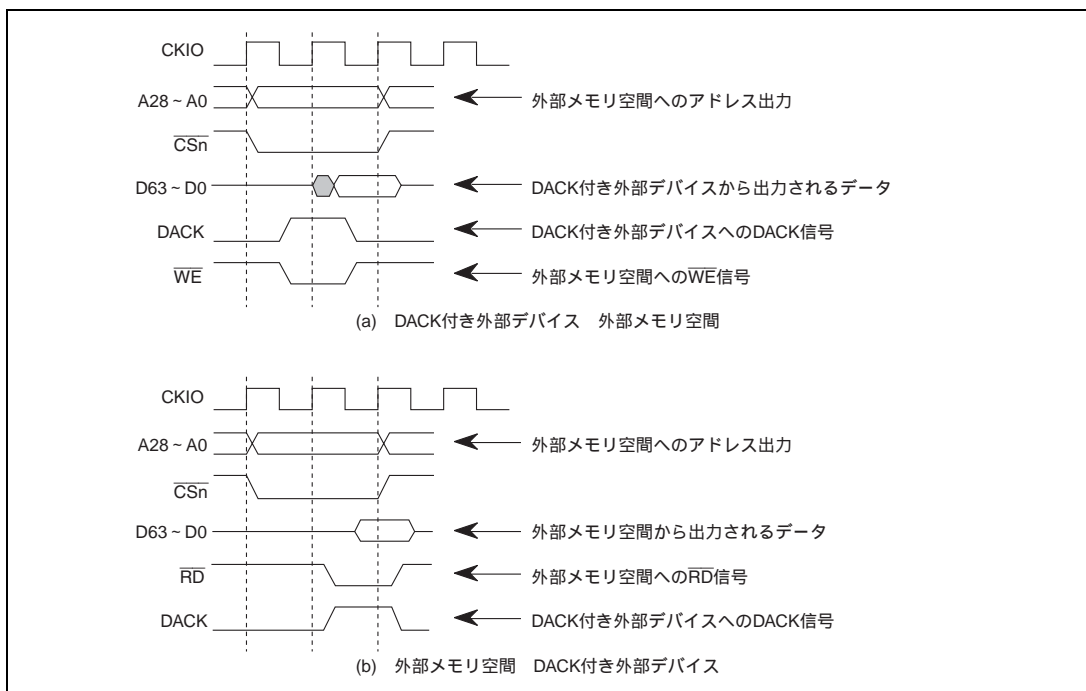 CKIO
A28 ~ A0 外部メモリ空間へのアドレス出力
CSn
D63 ~ D0 DACK付き外部デバイスから出力されるデータ
DACK DACK付き外部デバイスへのDACK信号
WE 外部メモリ空間へのWE信号
(a) DACK付き外部デバイス 外部メモリ空間
CKIO
A28 ~ A0 外部メモリ空間へのアドレス出力
CSn
D63 ~ D0 外部メモリ空間から出力されるデータ
RD 外部メモリ空間へのRD信号
DACK DACK付き外部デバイスへのDACK信号
(b) 外部メモリ空間 DACK付き外部デバイス